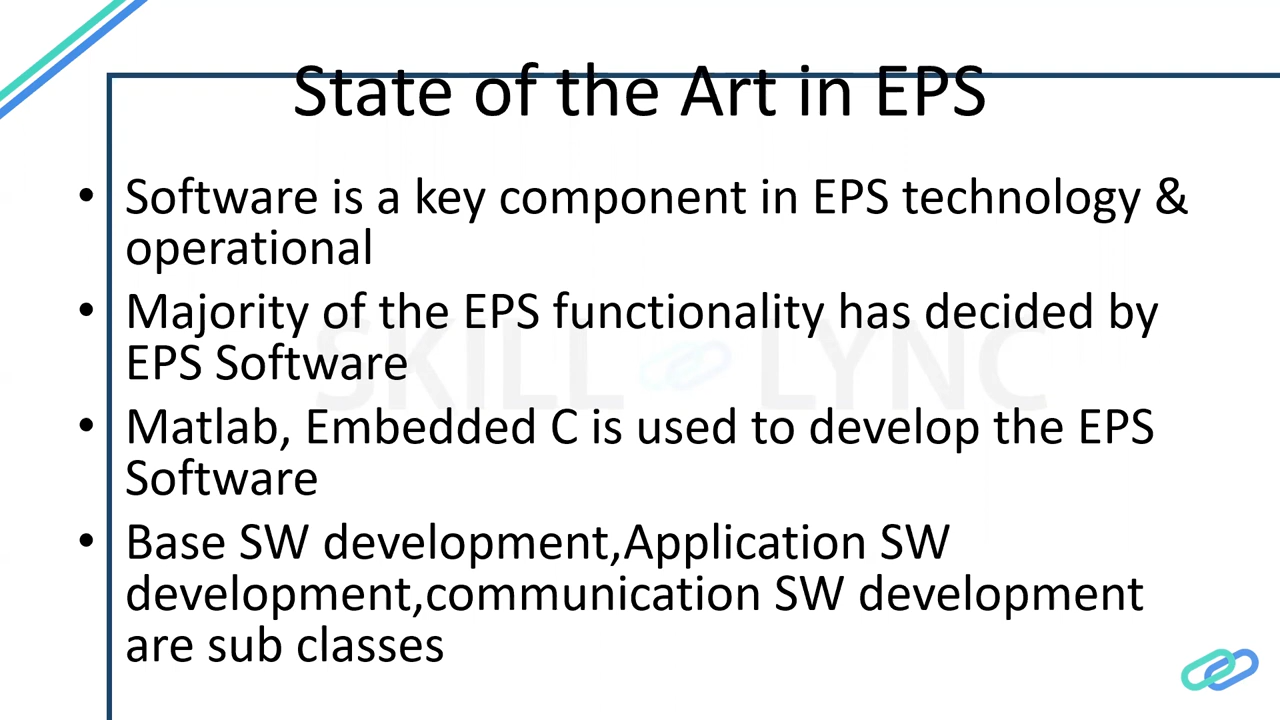 State of the Art in EPS
• Software is a key component in EPS technology &
operational
• Majority of the EPS functionality has decided by
EPS Software
SKILL LYNC
• Matlab, Embedded C is used to develop the EPS
Software
• Base SW development,Application SW
development,communication SW development
are sub classes